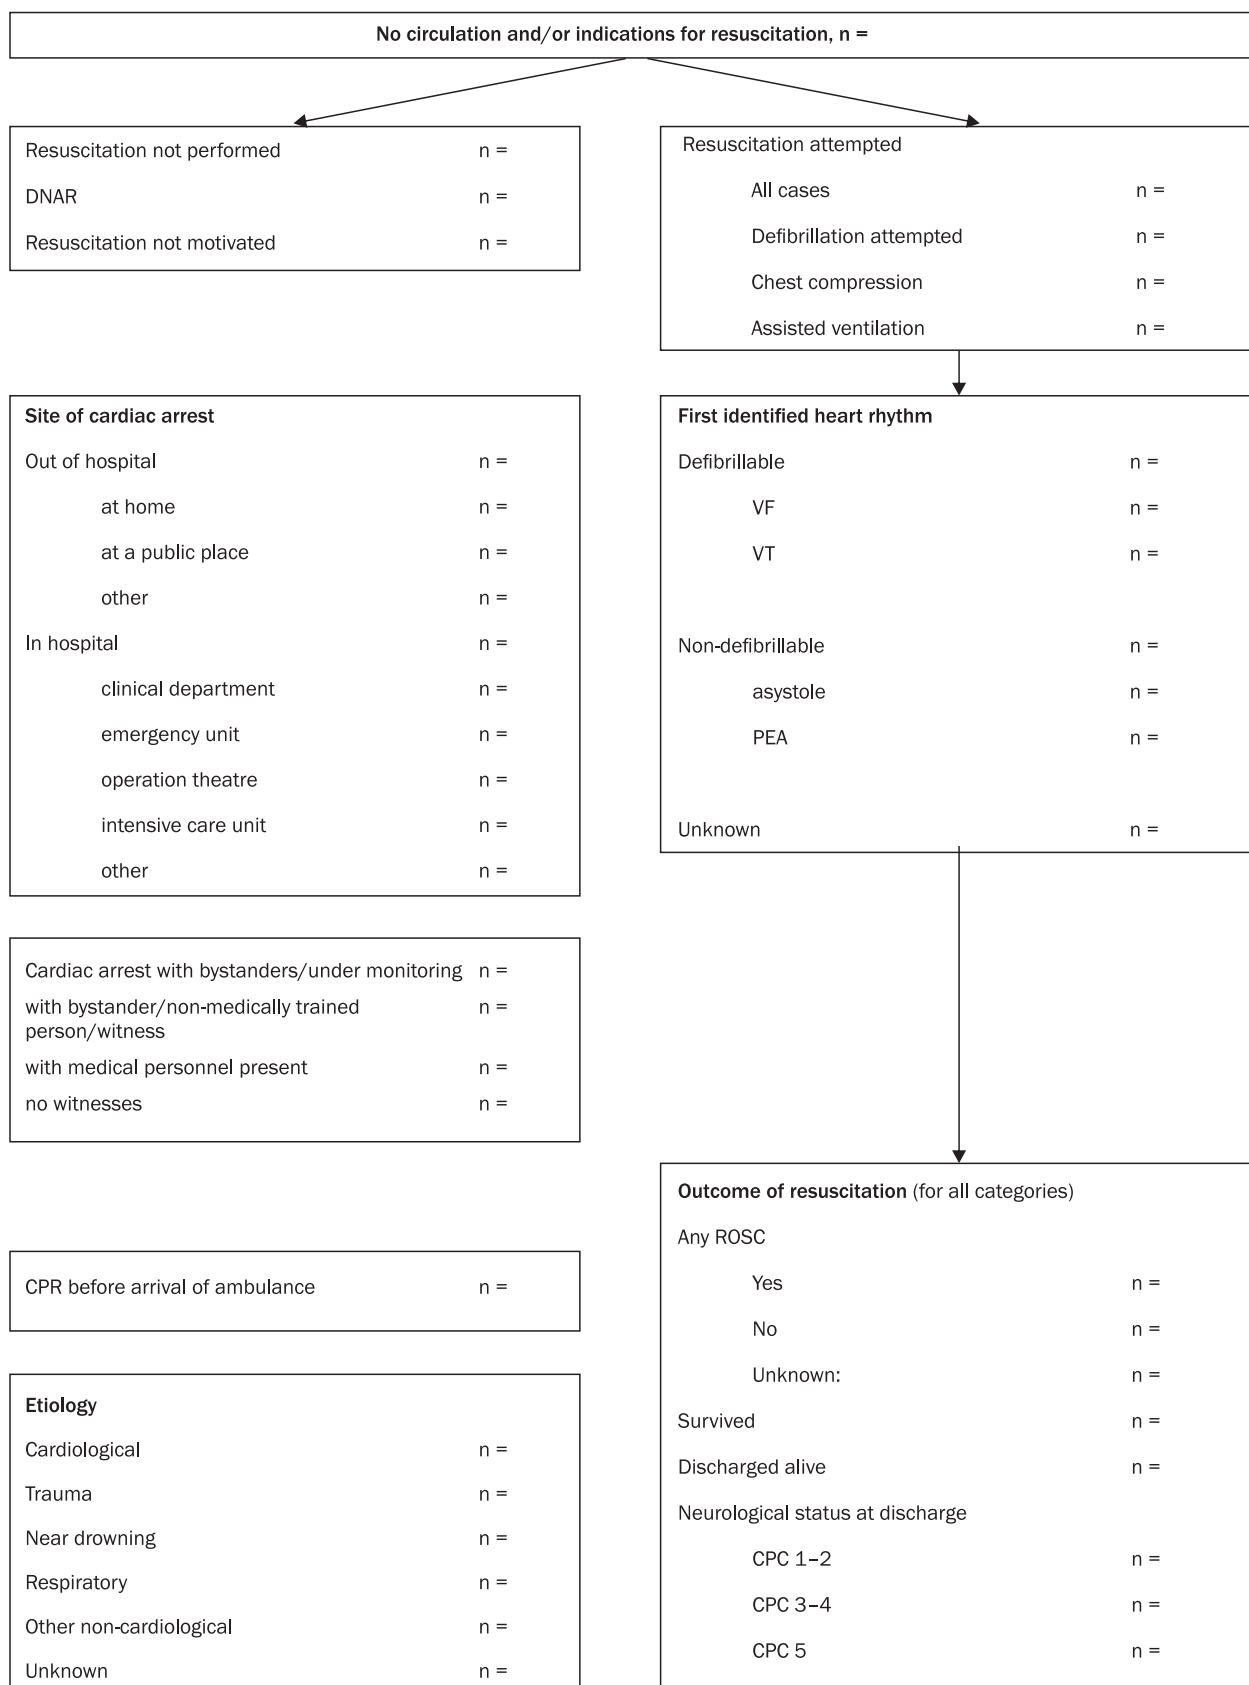 No circulation and/or indications for resuscitation, n =
Resuscitation not performed n =
DNAR n =
Resuscitation not motivated n =
Resuscitation attempted
All cases n =
Defibrillation attempted n =
Chest compression n =
Assisted ventilation n =
Site of cardiac arrest
Out of hospital n =
at home n =
at a public place n =
other n =
In hospital n =
clinical department n =
emergency unit n =
operation theatre n =
intensive care unit n =
other n =
First identified heart rhythm
Defibrillable n =
VF n =
VT n =
Non-defibrillable n =
asystole n =
PEA n =
Unknown n =
Cardiac arrest with bystanders/under monitoring n =
with bystander/non-medically trained n =
person/witness
with medical personnel present n =
no witnesses n =
CPR before arrival of ambulance n =
Etiology
Cardiological n =
Trauma n =
Near drowning n =
Respiratory n =
Other non-cardiological n =
Unknown n =
Outcome of resuscitation (for all categories)
Any ROSC
Yes n =
No n =
Unknown: n =
Survived n =
Discharged alive n =
Neurological status at discharge
CPC 1–2 n =
CPC 3–4 n =
CPC 5 n =